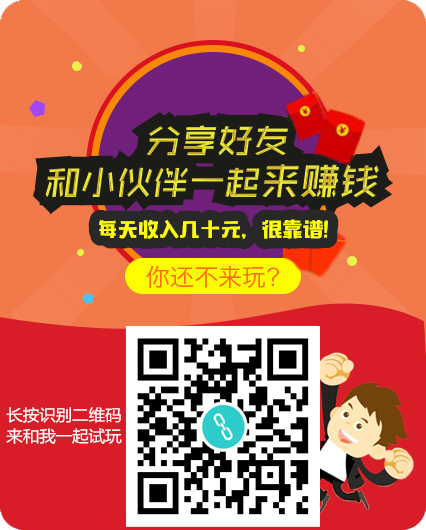 分享好友
和小伙伴一起来赚钱
每天收入几十元，很靠谱!
你还不来玩?
长按识别二维码
来和我一起试玩